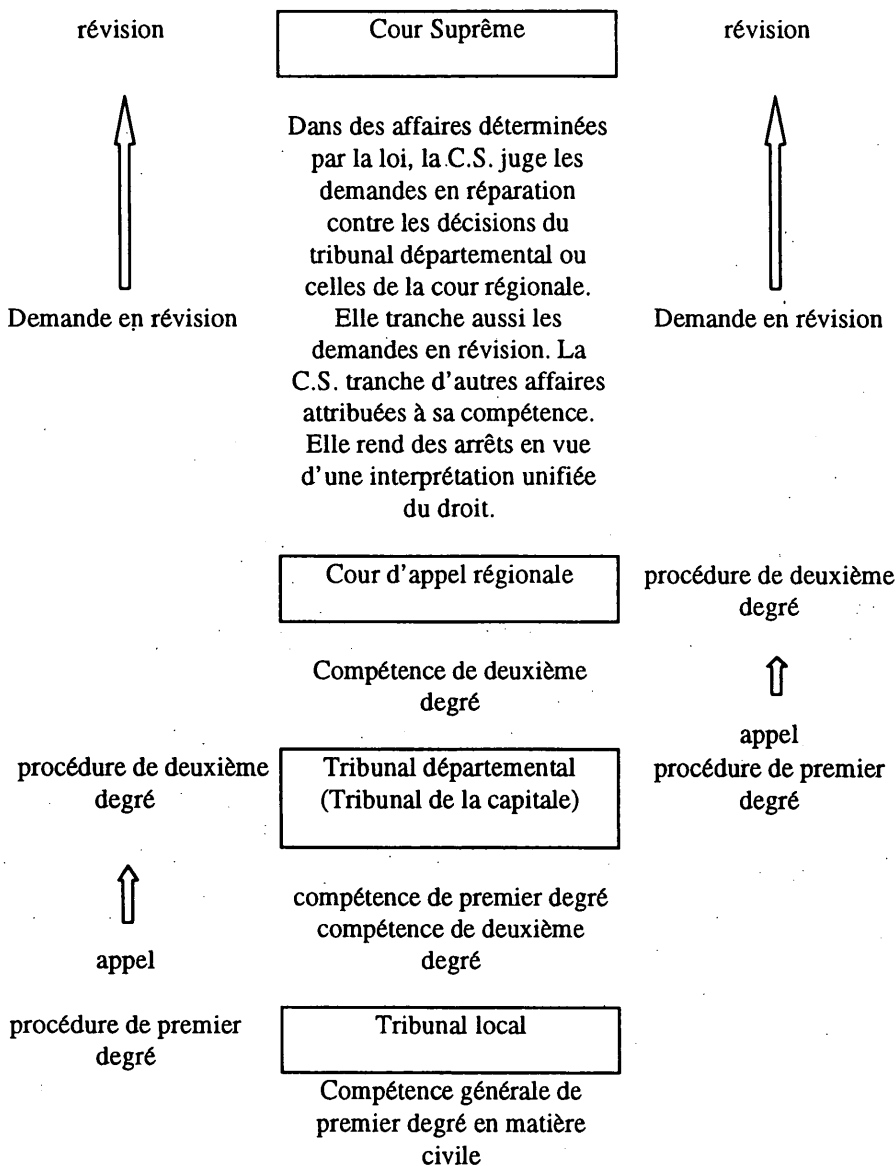 révision
Cour Suprême
révision
Dans des affaires déterminées
par la loi, la C.S. juge les
demandes en réparation
contre les décisions du
tribunal départemental ou
celles de la cour régionale.
Demande en révision
Elle tranche aussi les
Demande en révision
demandes en révision. La
C.S. tranche d'autres affaires
attribuées à sa compétence.
Elle rend des arrêts en vue
d'une interprétation unifiée
du droit.
Cour d'appel régionale
procédure de deuxième
degré
Compétence de deuxième
degré
appel
procédure de deuxième
degré
Tribunal départemental
(Tribunal de la capitale)
procédure de premier
degré
compétence de premier degré
compétence de deuxième
degré
appel
procédure de premier
degré
Tribunal local
Compétence générale de
premier degré en matière
civile